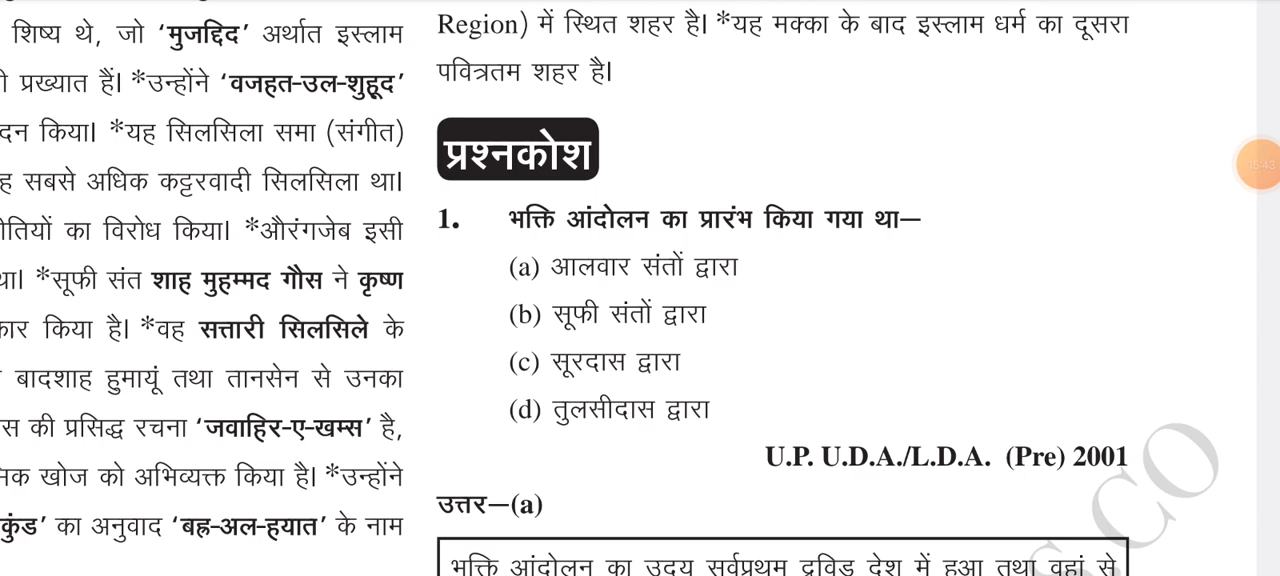 शिष्य थे, जो ‘मुजद्दिद’ अर्थात इस्लाम
प्रख्यात हैं। *उन्होंने ‘वजहत-उल-शुहूद’
किया। *यह सिलसिला समा (संगीत)
सबसे अधिक कट्टरवादी सिलसिला था।
का विरोध किया। *औरंगजेब इसी
*सूफी संत शाह मुहम्मद गौस ने कृष्ण
किया है। *वह सत्तारी सिलसिले के
बादशाह हुमायूं तथा तानसेन से उनका
की प्रसिद्ध रचना ‘जवाहिर-ए-खम्स’ है,
खोज को अभिव्यक्त किया है। *उन्होंने
का अनुवाद ‘बह्र-अल-हयात’ के नाम
Region) में स्थित शहर है। *यह मक्का के बाद इस्लाम धर्म का दूसरा
पवित्रतम शहर है।
प्रश्नकोश
1. भक्ति आंदोलन का प्रारंभ किया गया था—
(a) आलवार संतों द्वारा
(b) सूफी संतों द्वारा
(c) सूरदास द्वारा
(d) तुलसीदास द्वारा
U.P. U.D.A./L.D.A. (Pre) 2001
उत्तर—(a)
भक्ति आंदोलन का उदय सर्वप्रथम द्रविड़ देश में हुआ तथा वहां से
15:43